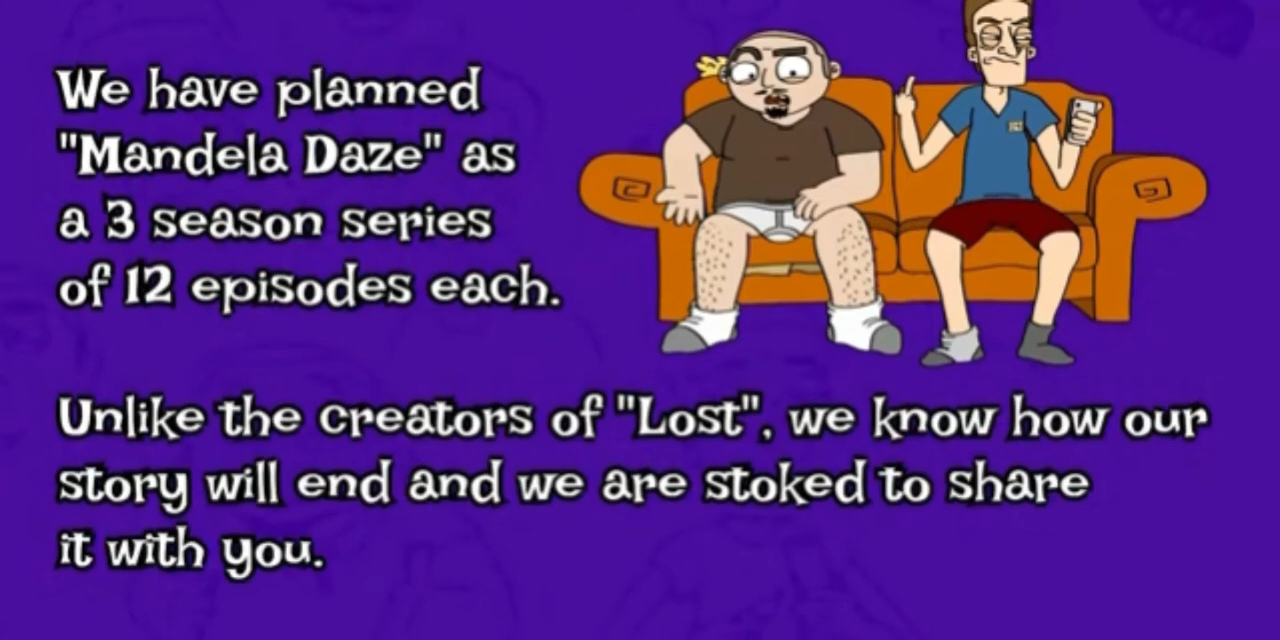 We have planned
"Mandela Daze" as
a 3 season series
of 12 episodes each.
Unlike the creators of "Lost", we know how our
story will end and we are stoked to share
it with you.